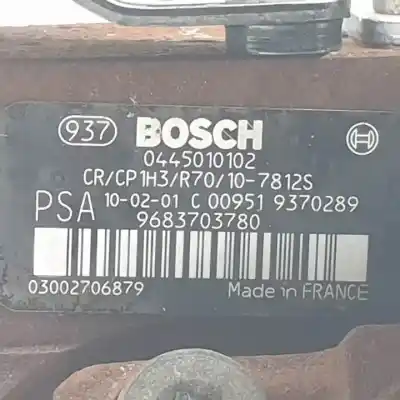 937 BOSCH
0445010102
CR/CP1H3/R70/10-7812S
PSA 10-02-01 C 00951 9370289
9683703780
03002706879 Made in FRANCE